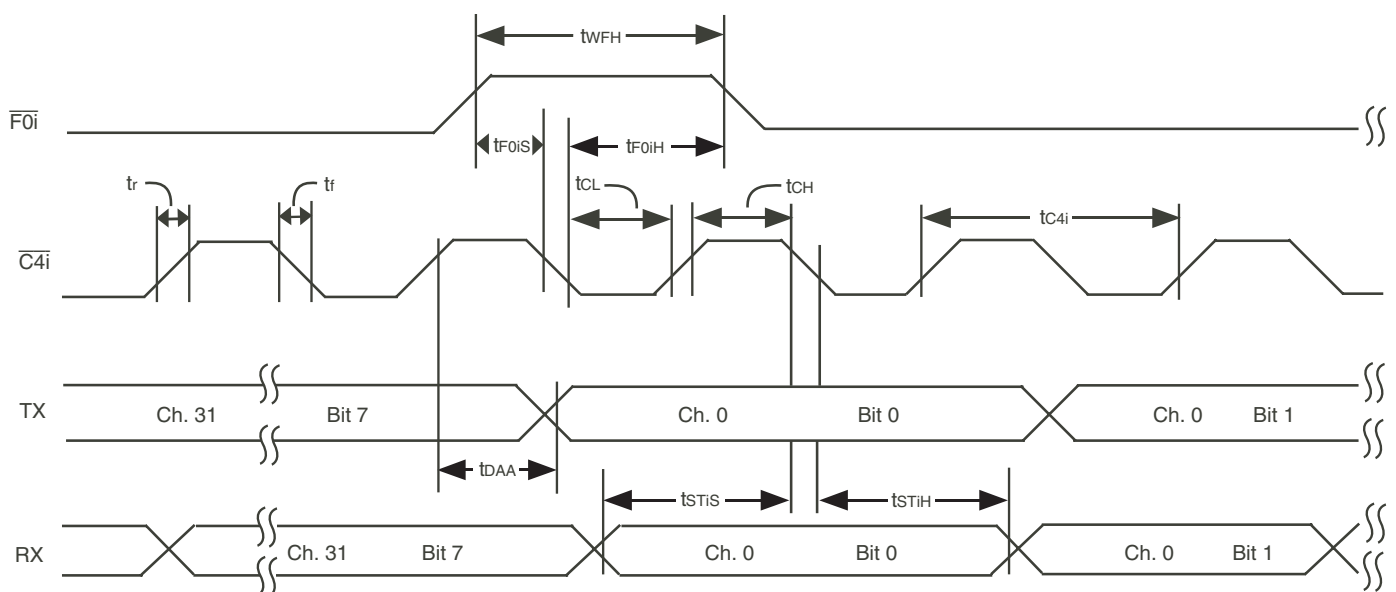 tWFH
F0i
tF0iS
tF0iH
tr
tf
tCL
tCH
tC4i
C4i
TX
Ch. 31 Bit 7 Ch. 0 Bit 0 Ch. 0 Bit 1
tDAA
tSTiS
tSTiH
RX
Ch. 31 Bit 7 Ch. 0 Bit 0 Ch. 0 Bit 1